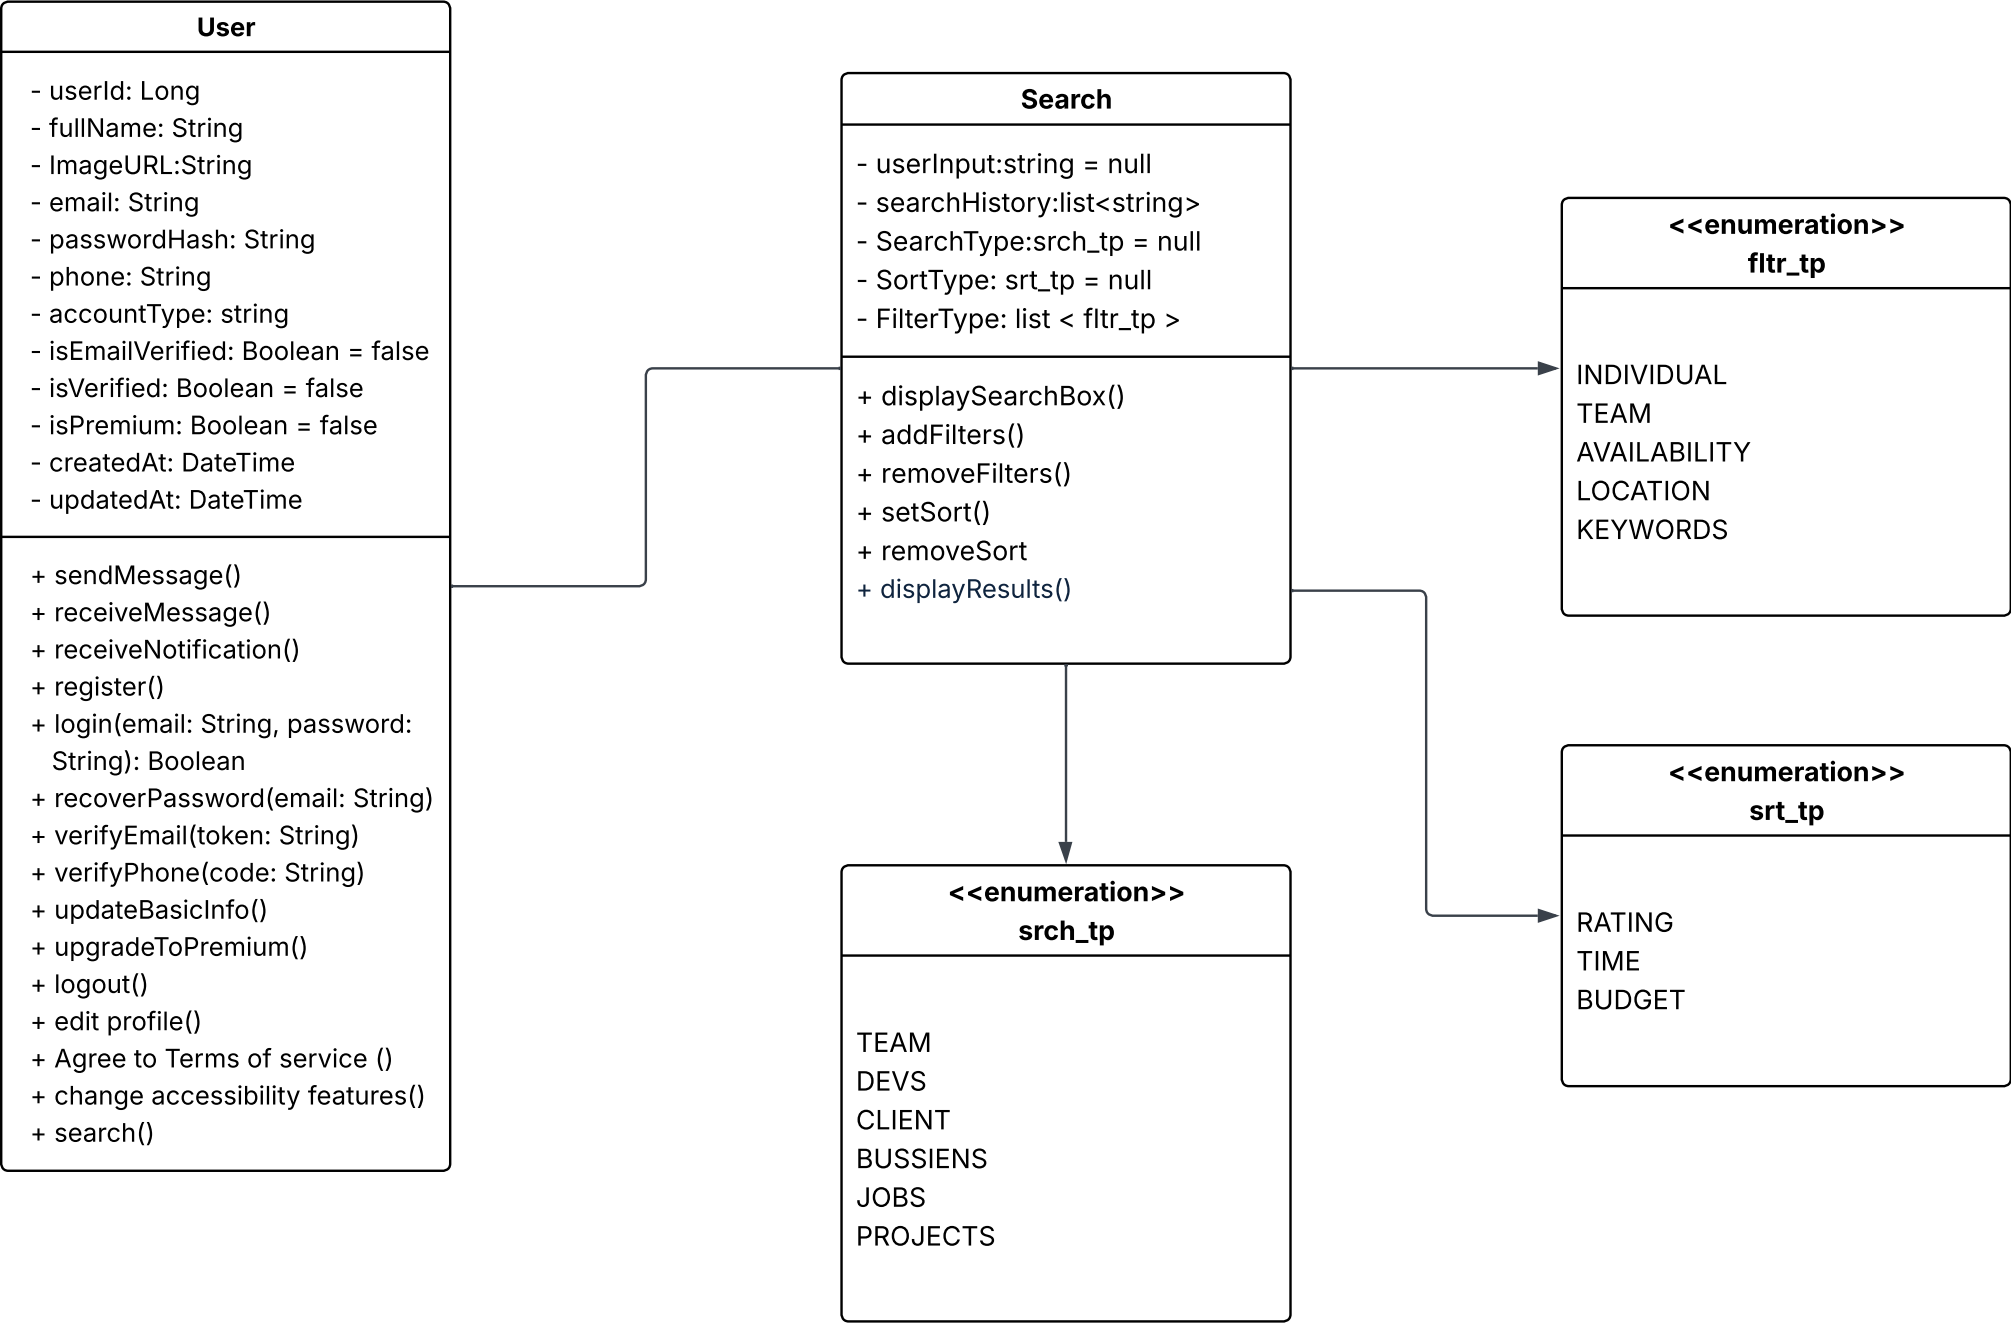 User
- userId: Long
- fullName: String
- ImageURL:String
- email: String
- passwordHash: String
- phone: String
- accountType: string
- isEmailVerified: Boolean = false
- isVerified: Boolean = false
- isPremium: Boolean = false
- createdAt: DateTime
- updatedAt: DateTime
+ sendMessage()
+ receiveMessage()
+ receiveNotification()
+ register()
+ login(email: String, password:
String): Boolean
+ recoverPassword(email: String)
+ verifyEmail(token: String)
+ verifyPhone(code: String)
+ updateBasicInfo()
+ upgradeToPremium()
+ logout()
+ edit profile()
+ Agree to Terms of service ()
+ change accessibility features()
+ search()
Search
- userInput:string = null
- searchHistory:list<string>
- SearchType:srch_tp = null
- SortType: srt_tp = null
- FilterType: list < fltr_tp >
+ displaySearchBox()
+ addFilters()
+ removeFilters()
+ setSort()
+ removeSort
+ displayResults()
<<enumeration>>
fltr_tp
INDIVIDUAL
TEAM
AVAILABILITY
LOCATION
KEYWORDS
<<enumeration>>
srt_tp
RATING
TIME
BUDGET
<<enumeration>>
srch_tp
TEAM
DEVS
CLIENT
BUSSIENS
JOBS
PROJECTS